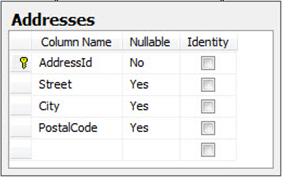 Addresses
Column Name Nullable Identity
AddressId No
Street Yes
City Yes
PostalCode Yes